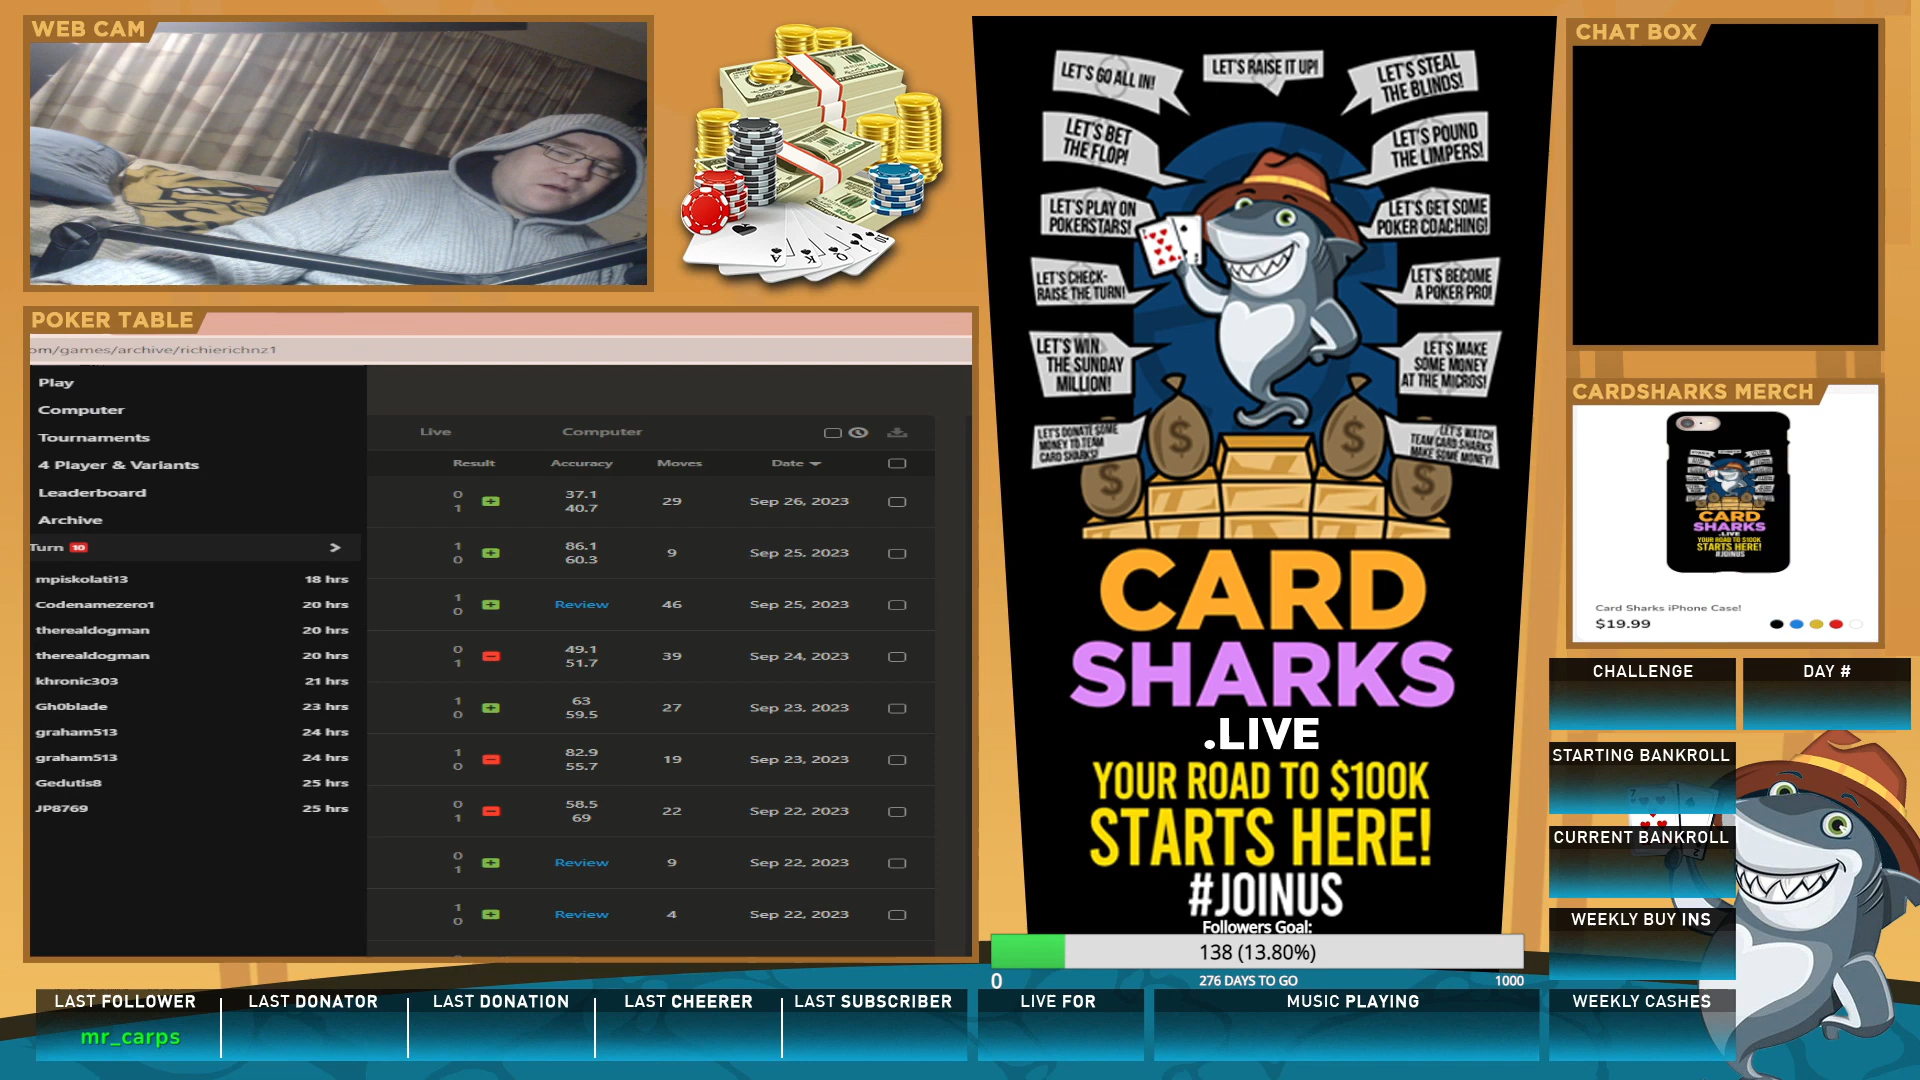 WEB CAM
LET'S GO ALL IN!
LET'S RAISE IT UP!
LET'S STEAL
THE BLINDS!
LET'S BET
THE FLOP!
LET'S POUND
THE LIMPERS!
LET'S PLAY ON
POKERSTARS!
LET'S GET SOME
POKER COACHING!
LET'S CHECK-
RAISE THE TURN!
LET'S BECOME
A POKER PRO!
LET'S WIN
THE SUNDAY
MILLION!
LET'S MAKE
SOME MONEY
AT THE MICROS!
LET'S DONATE SOME
MONEY TO TEAM
CARD SHARKS!
LET'S WATCH
TEAM CARD SHARKS
MAKE SOME MONEY!
CARD
SHARKS
.LIVE
YOUR ROAD TO $100K
STARTS HERE!
#JOINUS
Followers Goal:
138 (13.80%)
0
276 DAYS TO GO
1000
CHAT BOX
CARDSHARKS MERCH
CARD
SHARKS
.LIVE
YOUR ROAD TO $100K
STARTS HERE!
#JOINUS
Card Sharks iPhone Case!
$19.99
POKER TABLE
om/games/archive/richierichnz1
Play
Computer
Tournaments
4 Player & Variants
Leaderboard
Archive
Turn 10
mpiskolati13 18 hrs
Codenamezero1 20 hrs
therealdogman 20 hrs
therealdogman 20 hrs
khronic303 21 hrs
Gh0blade 23 hrs
graham513 24 hrs
graham513 24 hrs
Gedutis8 25 hrs
JP8769 25 hrs
Live Computer
Result Accuracy Moves Date
0 37.1 29 Sep 26, 2023
1 40.7
1 86.1 9 Sep 25, 2023
0 60.3
1 Review 46 Sep 25, 2023
0
0 49.1 39 Sep 24, 2023
1 51.7
1 63 27 Sep 23, 2023
0 59.5
1 82.9 19 Sep 23, 2023
0 55.7
0 58.5 22 Sep 22, 2023
1 69
0 Review 9 Sep 22, 2023
1
1 Review 4 Sep 22, 2023
0
CHALLENGE
DAY #
STARTING BANKROLL
CURRENT BANKROLL
WEEKLY BUY INS
WEEKLY CASHES
LAST FOLLOWER
mr_carps
LAST DONATOR
LAST DONATION
LAST CHEERER
LAST SUBSCRIBER
LIVE FOR
MUSIC PLAYING